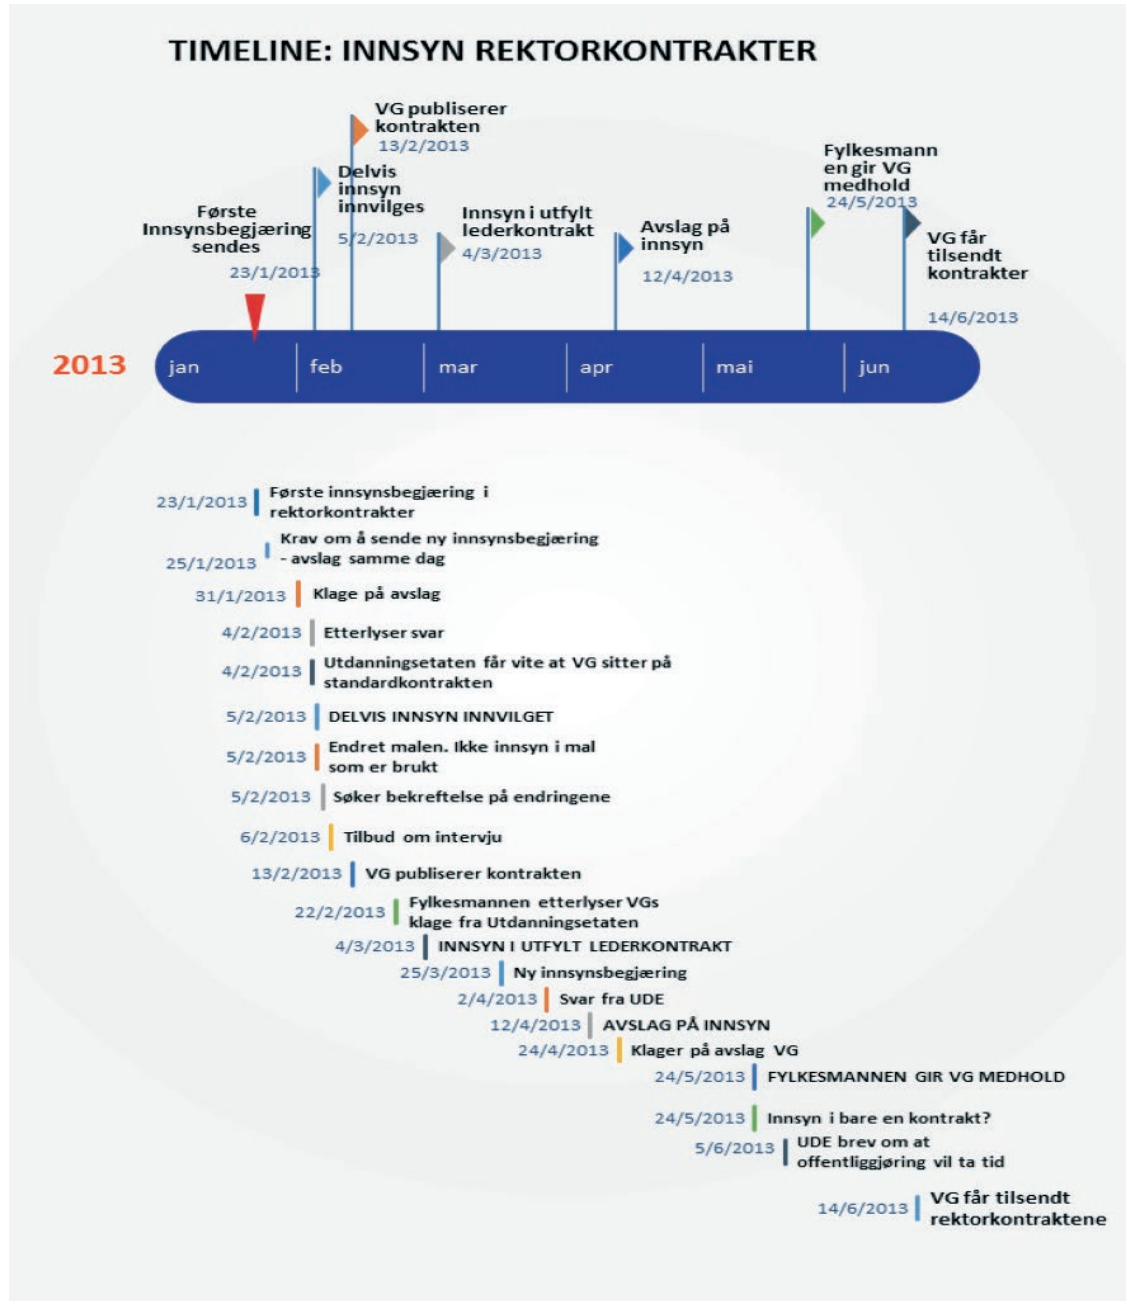 TIMELINE: INNSYN REKTORKONTRAKTER
VG publiserer
kontrakten
13/2/2013
Delvis
innsyn
innvilges
5/2/2013
Første
Innsynsbegjæring
sendes
23/1/2013
Innsyn i utfylt
lederkontrakt
4/3/2013
Avslag på
innsyn
12/4/2013
Fylkesmann
en gir VG
medhold
24/5/2013
VG får
tilsendt
kontrakter
14/6/2013
2013
jan
feb
mar
apr
mai
jun
23/1/2013
Første innsynsbegjæring i
rektorkontrakter
25/1/2013
Krav om å sende ny innsynsbegjæring
- avslag samme dag
31/1/2013
Klage på avslag
4/2/2013
Etterlyser svar
4/2/2013
Utdanningsetaten får vite at VG sitter på
standardkontrakten
5/2/2013
DELVIS INNSYN INNVILGET
5/2/2013
Endret malen. Ikke innsyn i mal
som er brukt
5/2/2013
Søker bekreftelse på endringene
6/2/2013
Tilbud om intervju
13/2/2013
VG publiserer kontrakten
22/2/2013
Fylkesmannen etterlyser VGs
klage fra Utdanningsetaten
4/3/2013
INNSYN I UTFYLT LEDERKONTRAKT
25/3/2013
Ny innsynsbegjæring
2/4/2013
Svar fra UDE
12/4/2013
AVSLAG PÅ INNSYN
24/4/2013
Klager på avslag VG
24/5/2013
FYLKESMANNEN GIR VG MEDHOLD
24/5/2013
Innsyn i bare en kontrakt?
5/6/2013
UDE brev om at
offentliggjøring vil ta tid
14/6/2013
VG får tilsendt
rektorkontraktene